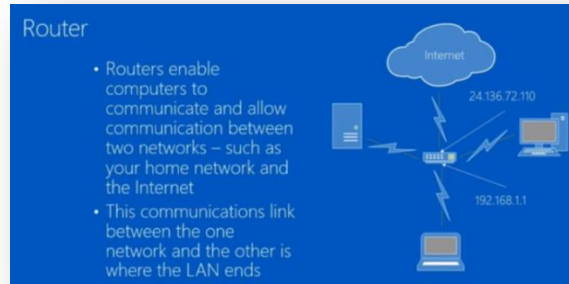 Router
• Routers enable
computers to
communicate and allow
communication between
two networks – such as
your home network and
the Internet
• This communications link
between the one
network and the other is
where the LAN ends
Internet
24.136.72.110
192.168.1.1